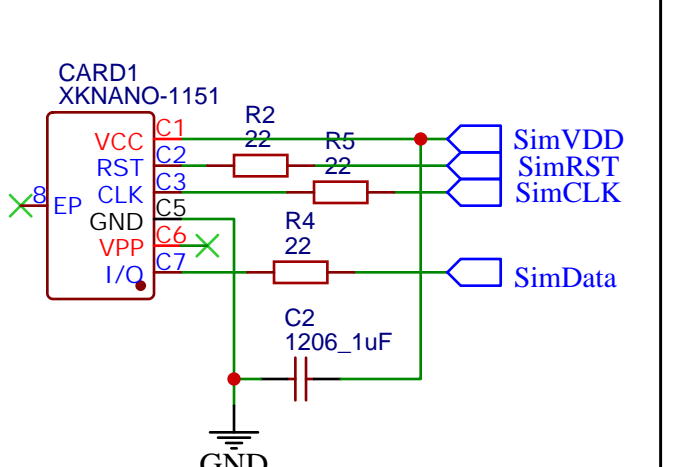 CARD1
XKNANO-1151
R2
22
R5
22
VCC C1
RST C2
CLK C3
GND C5
VPP C6
I/O C7
8 EP
SimVDD
SimRST
SimCLK
R4
22
SimData
C2
1206_1uF
GND